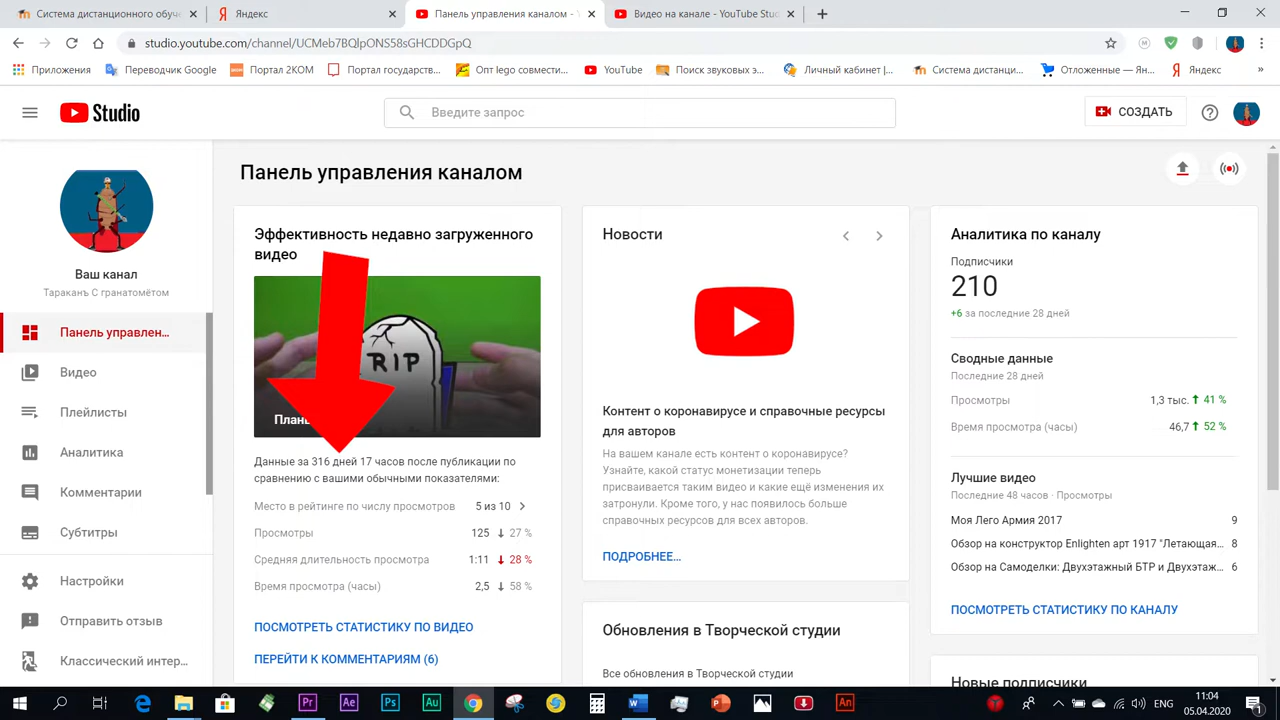 Система дистанционного обуче
Яндекс
Панель управления каналом - Y
Видео на канале - YouTube Stud
studio.youtube.com/channel/UCMeb7BQlpONS58sGHCDDGpQ
Приложения
Переводчик Google
Портал 2КОМ
Портал государств...
Опт lego совмести...
YouTube
Поиск звуковых э...
Личный кабинет |...
Система дистанци...
Отложенные — Ян...
Яндекс
»
Studio
Введите запрос
СОЗДАТЬ
Ваш канал
Тараканъ С гранатомётом
Панель управлен...
Видео
Плейлисты
Аналитика
Комментарии
Субтитры
Настройки
Отправить отзыв
Классический интер...
Панель управления каналом
Эффективность недавно загруженного
видео
RIP
Данные за 316 дней 17 часов после публикации по
сравнению с вашими обычными показателями:
Место в рейтинге по числу просмотров 5 из 10
Просмотры 125 27 %
Средняя длительность просмотра 1:11 28 %
Время просмотра (часы) 2,5 58 %
ПОСМОТРЕТЬ СТАТИСТИКУ ПО ВИДЕО
ПЕРЕЙТИ К КОММЕНТАРИЯМ (6)
Новости
Контент о коронавирусе и справочные ресурсы
для авторов
На вашем канале есть контент о коронавирусе?
Узнайте, какой статус монетизации теперь
присваивается таким видео и какие ещё изменения их
затронули. Кроме того, у нас появилось больше
справочных ресурсов для всех авторов.
ПОДРОБНЕЕ...
Обновления в Творческой студии
Все обновления в Творческой студии
Аналитика по каналу
Подписчики
210
+6 за последние 28 дней
Сводные данные
Последние 28 дней
Просмотры 1,3 тыс. 41 %
Время просмотра (часы) 46,7 52 %
Лучшие видео
Последние 48 часов · Просмотры
Моя Лего Армия 2017 9
Обзор на конструктор Enlighten арт 1917 "Летающая... 8
Обзор на Самоделки: Двухэтажный БТР и Двухэтаж... 6
ПОСМОТРЕТЬ СТАТИСТИКУ ПО КАНАЛУ
Новые подписчики
Pr
Ae
Ps
Au
An
ENG
11:04
05.04.2020